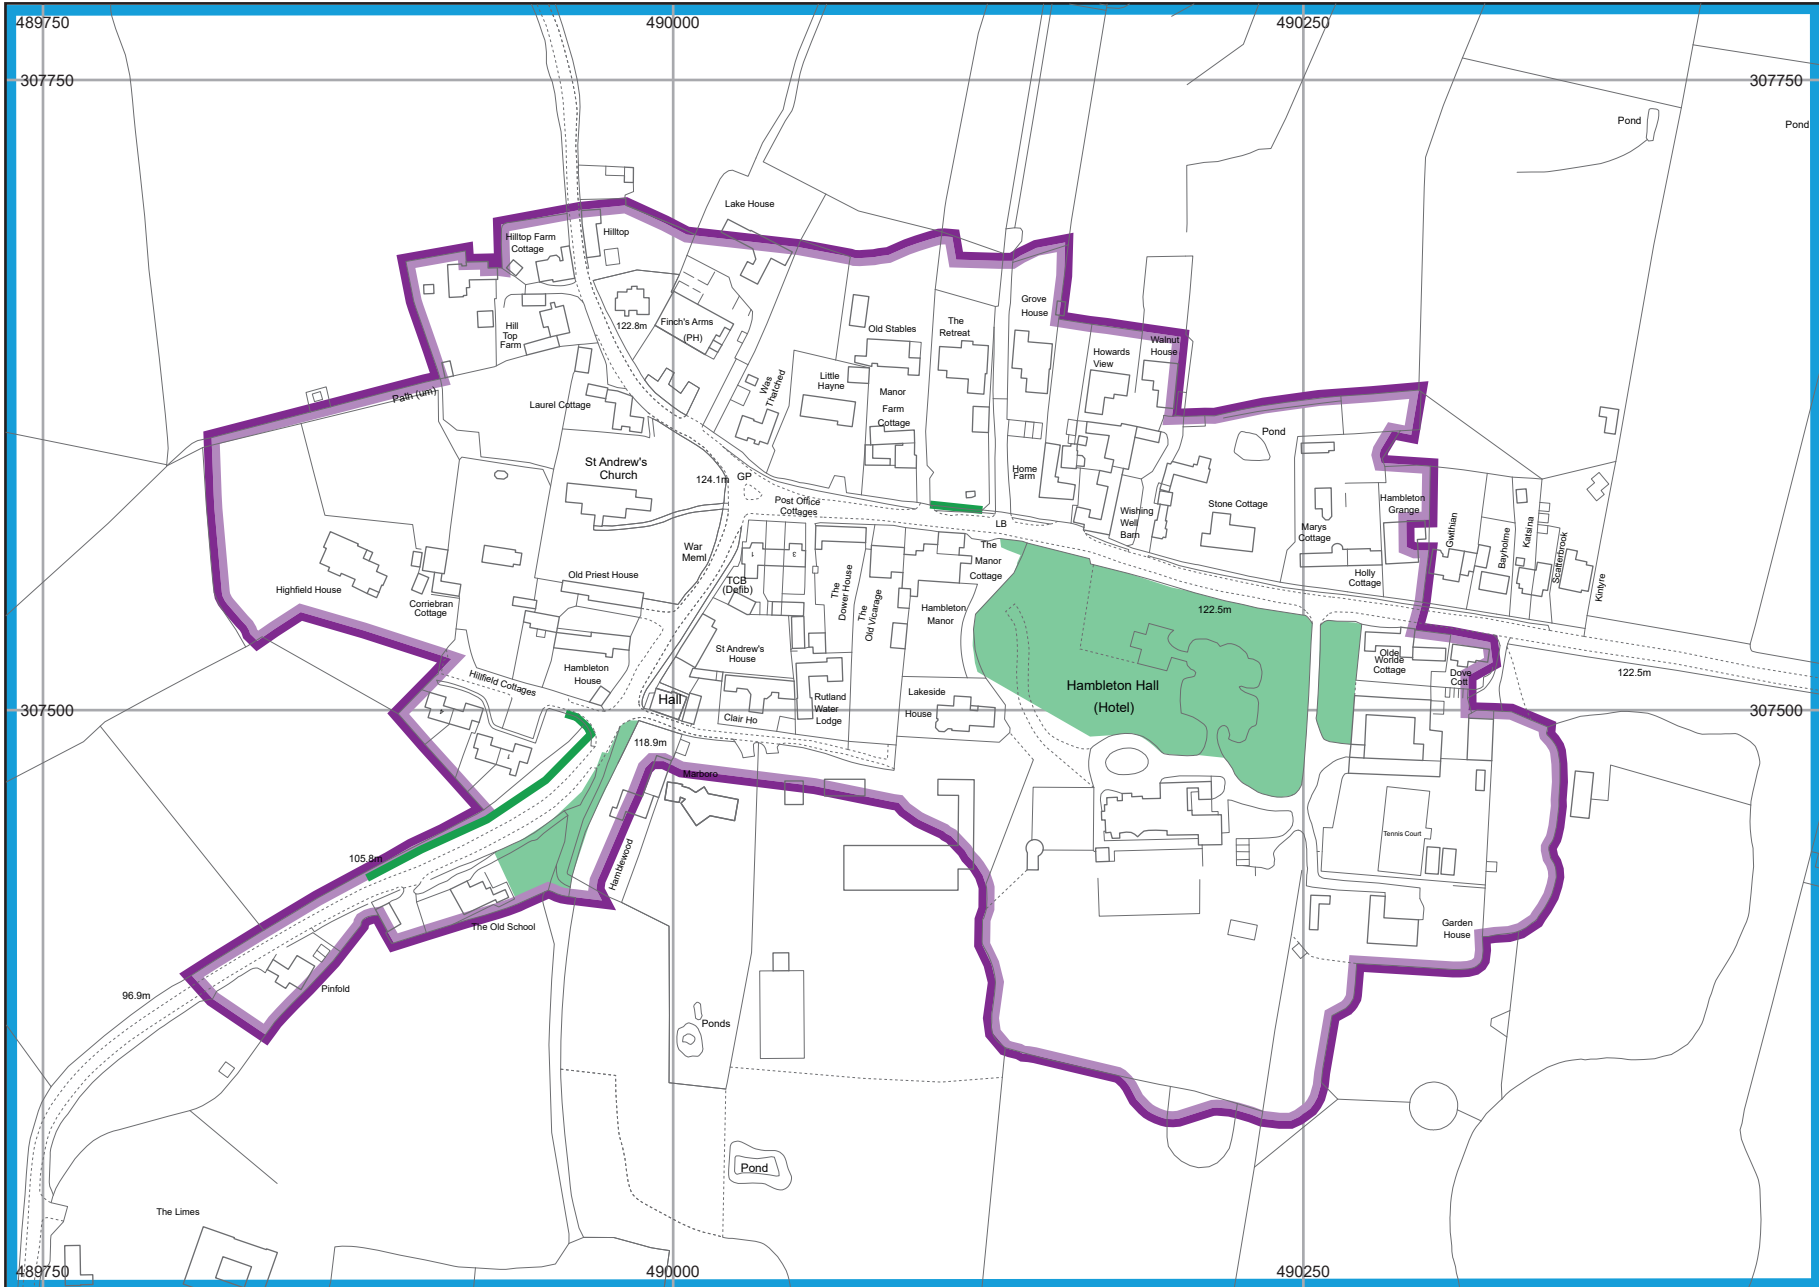 489750
490000
490250
307750
307750
Pond
Pond
Lake House
Hilltop Farm
Cottage
Hilltop
Grove
House
Finch's Arms
(PH)
122.8m
Hill
Top
Farm
Old Stables
The
Retreat
Walnut
House
Howards
View
Path (um)
Laurel Cottage
Was
Thatched
Little
Hayne
Manor
Farm
Cottage
Pond
St Andrew's
Church
124.1m
GP
Home
Farm
Post Office
Cottages
LB
Wishing
Well
Barn
Stone Cottage
Marys
Cottage
Hambleton
Grange
Gwithian
Bayholme
Katsina
Scatterbrook
Kintyre
War
Meml
The
Manor
Cottage
Holly
Cottage
Highfield House
Corriebran
Cottage
Old Priest House
TCB
(Defib)
1
3
The
Dower House
The
Old Vicarage
Hambleton
Manor
122.5m
St Andrew's
House
Hambleton
House
Hillfield Cottages
4
1
Hall
Clair Ho
Rutland
Water
Lodge
Lakeside
House
Hambleton Hall
(Hotel)
Olde
Worlde
Cottage
Dove
Cott
122.5m
307500
307500
118.9m
Marboro
Hamblewood
105.8m
Tennis Court
The Old School
Garden
House
Pinfold
96.9m
Ponds
Pond
The Limes
489750
490000
490250